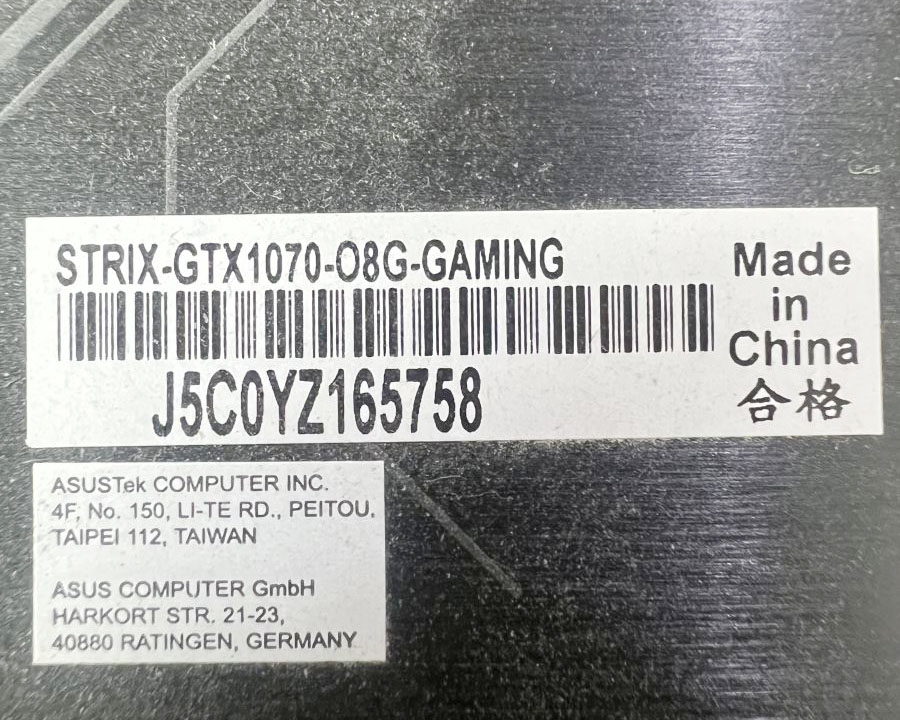 STRIX-GTX1070-O8G-GAMING
J5C0YZ165758
Made
in
China
合格
ASUSTek COMPUTER INC.
4F, No. 150, LI-TE RD., PEITOU,
TAIPEI 112, TAIWAN
ASUS COMPUTER GmbH
HARKORT STR. 21-23,
40880 RATINGEN, GERMANY